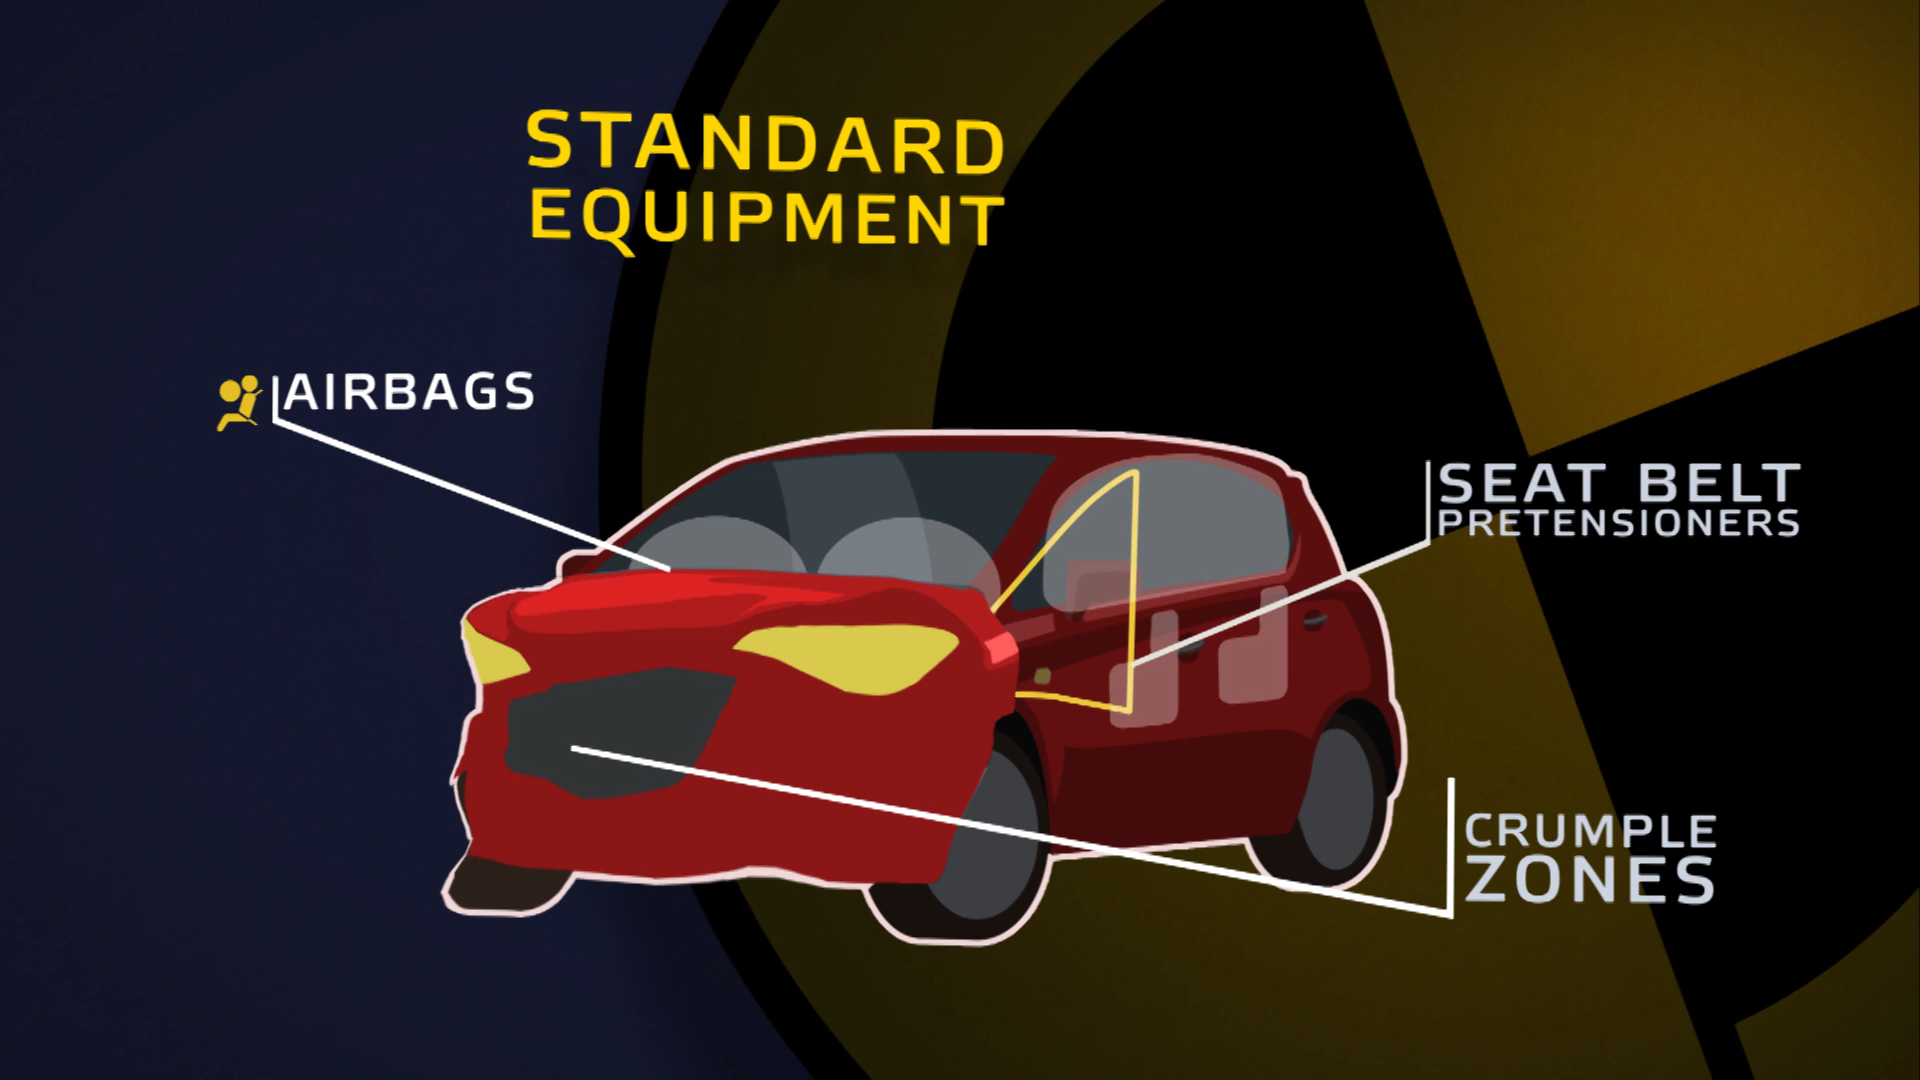 STANDARD
EQUIPMENT
AIRBAGS
SEAT BELT
PRETENSIONERS
CRUMPLE
ZONES